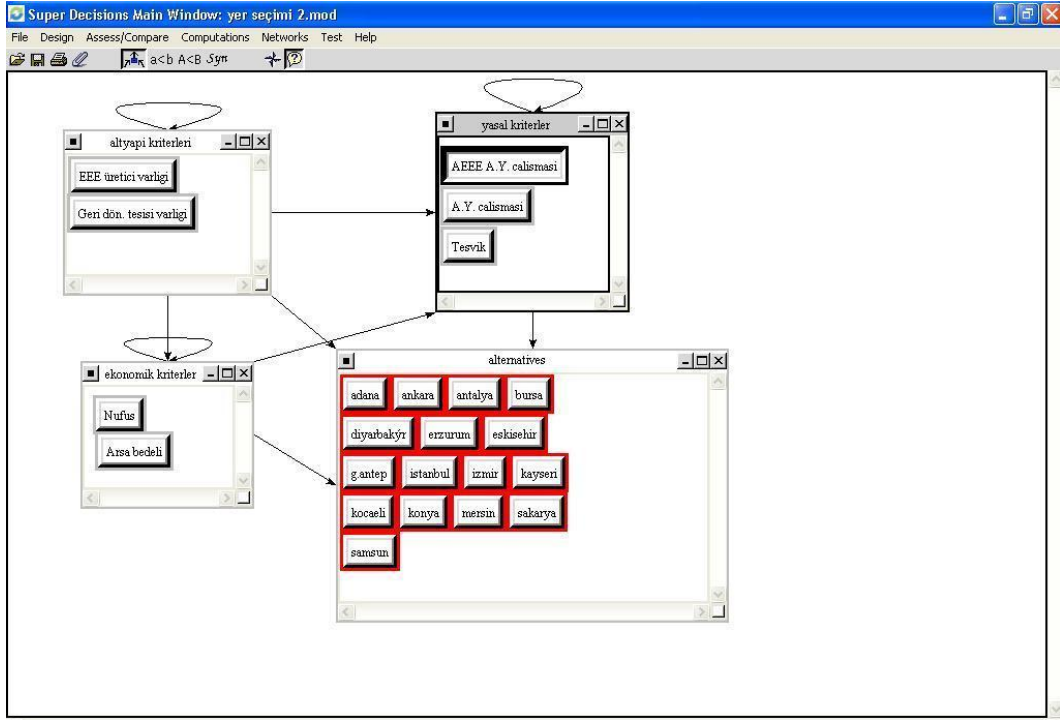 Super Decisions Main Window: yer seçimi 2.mod
File Design Assess/Compare Computations Networks Test Help
a<b A<B Syn
altyapi kriterleri
EEE üretici varligi
Geri dön. tesisi varligi
yasal kriterler
AEEE A.Y. calismasi
A.Y. calismasi
Tesvik
ekonomik kriterler
Nufus
Arsa bedeli
alternatives
adana ankara antalya bursa
diyarbakýr erzurum eskisehir
g.antep istanbul izmir kayseri
kocaeli konya mersin sakarya
samsun